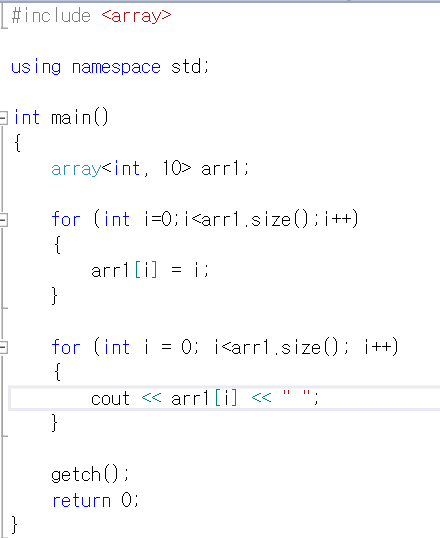 #include <array>
using namespace std;
int main()
{
array<int, 10> arr1;
for (int i=0;i<arr1.size();i++)
{
arr1[i] = i;
}
for (int i = 0; i<arr1.size(); i++)
{
cout << arr1[i] << " ";
}
getch();
return 0;
}